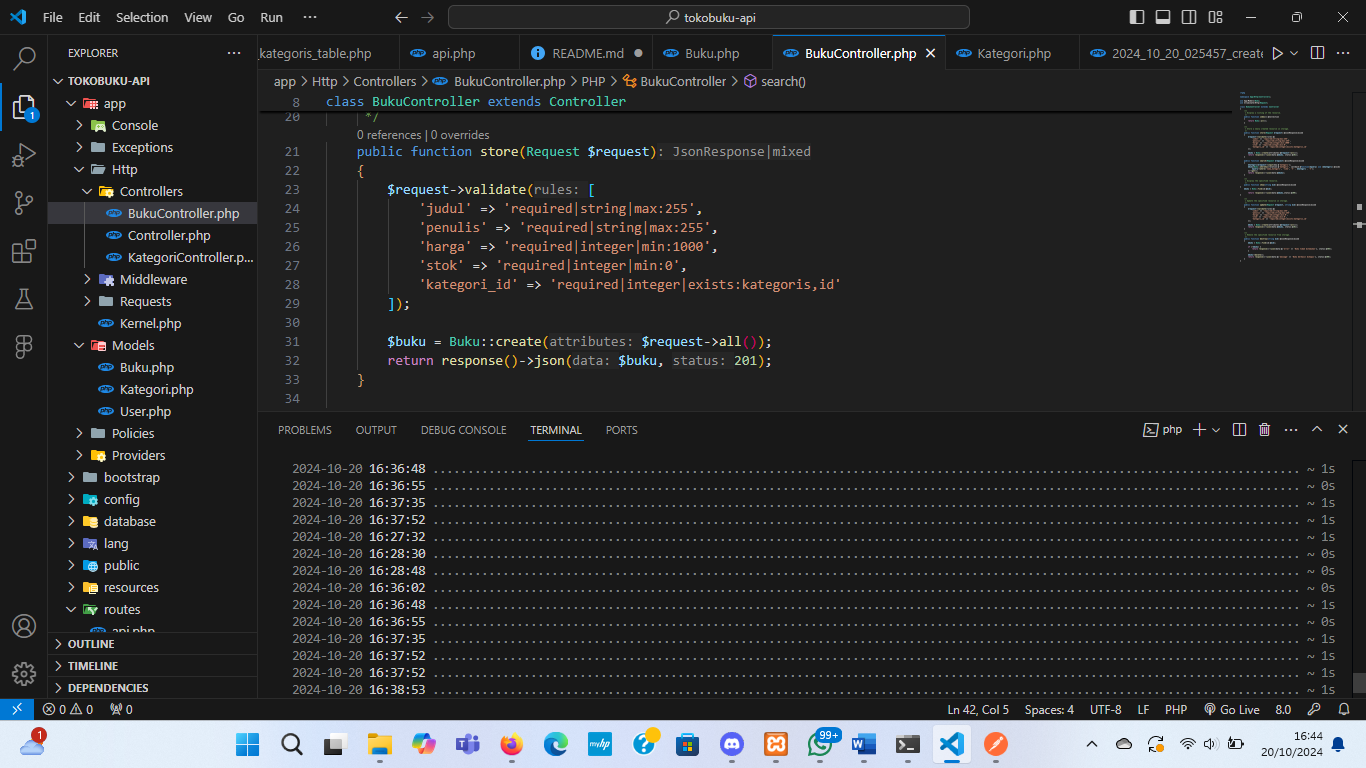 File Edit Selection View Go Run ··· tokobuku-api
EXPLORER ···
TOKOBUKU-API
app
Console
Exceptions
Http
Controllers
BukuController.php
Controller.php
KategoriController.p...
Middleware
Requests
Kernel.php
Models
Buku.php
Kategori.php
User.php
Policies
Providers
bootstrap
config
database
lang
public
resources
routes
api.php
OUTLINE
TIMELINE
DEPENDENCIES
_kategoris_table.php api.php README.md Buku.php BukuController.php Kategori.php 2024_10_20_025457_create
app > Http > Controllers > BukuController.php > PHP > BukuController > search()
8 class BukuController extends Controller
20 */
0 references | 0 overrides
21 public function store(Request $request): JsonResponse|mixed
22 {
23 $request->validate(rules: [
24 'judul' => 'required|string|max:255',
25 'penulis' => 'required|string|max:255',
26 'harga' => 'required|integer|min:1000',
27 'stok' => 'required|integer|min:0',
28 'kategori_id' => 'required|integer|exists:kategoris,id'
29 ]);
30
31 $buku = Buku::create(attributes: $request->all());
32 return response()->json(data: $buku, status: 201);
33 }
34
PROBLEMS OUTPUT DEBUG CONSOLE TERMINAL PORTS php
2024-10-20 16:36:48 ........ ~ 1s
2024-10-20 16:36:55 ........ ~ 0s
2024-10-20 16:37:35 ........ ~ 1s
2024-10-20 16:37:52 ........ ~ 1s
2024-10-20 16:27:32 ........ ~ 1s
2024-10-20 16:28:30 ........ ~ 0s
2024-10-20 16:28:48 ........ ~ 0s
2024-10-20 16:36:02 ........ ~ 0s
2024-10-20 16:36:48 ........ ~ 1s
2024-10-20 16:36:55 ........ ~ 0s
2024-10-20 16:37:35 ........ ~ 1s
2024-10-20 16:37:52 ........ ~ 1s
2024-10-20 16:37:52 ........ ~ 1s
2024-10-20 16:38:53 ........ ~ 1s
0 0 0 Ln 42, Col 5 Spaces: 4 UTF-8 LF PHP Go Live 8.0
1 99+ 16:44
20/10/2024